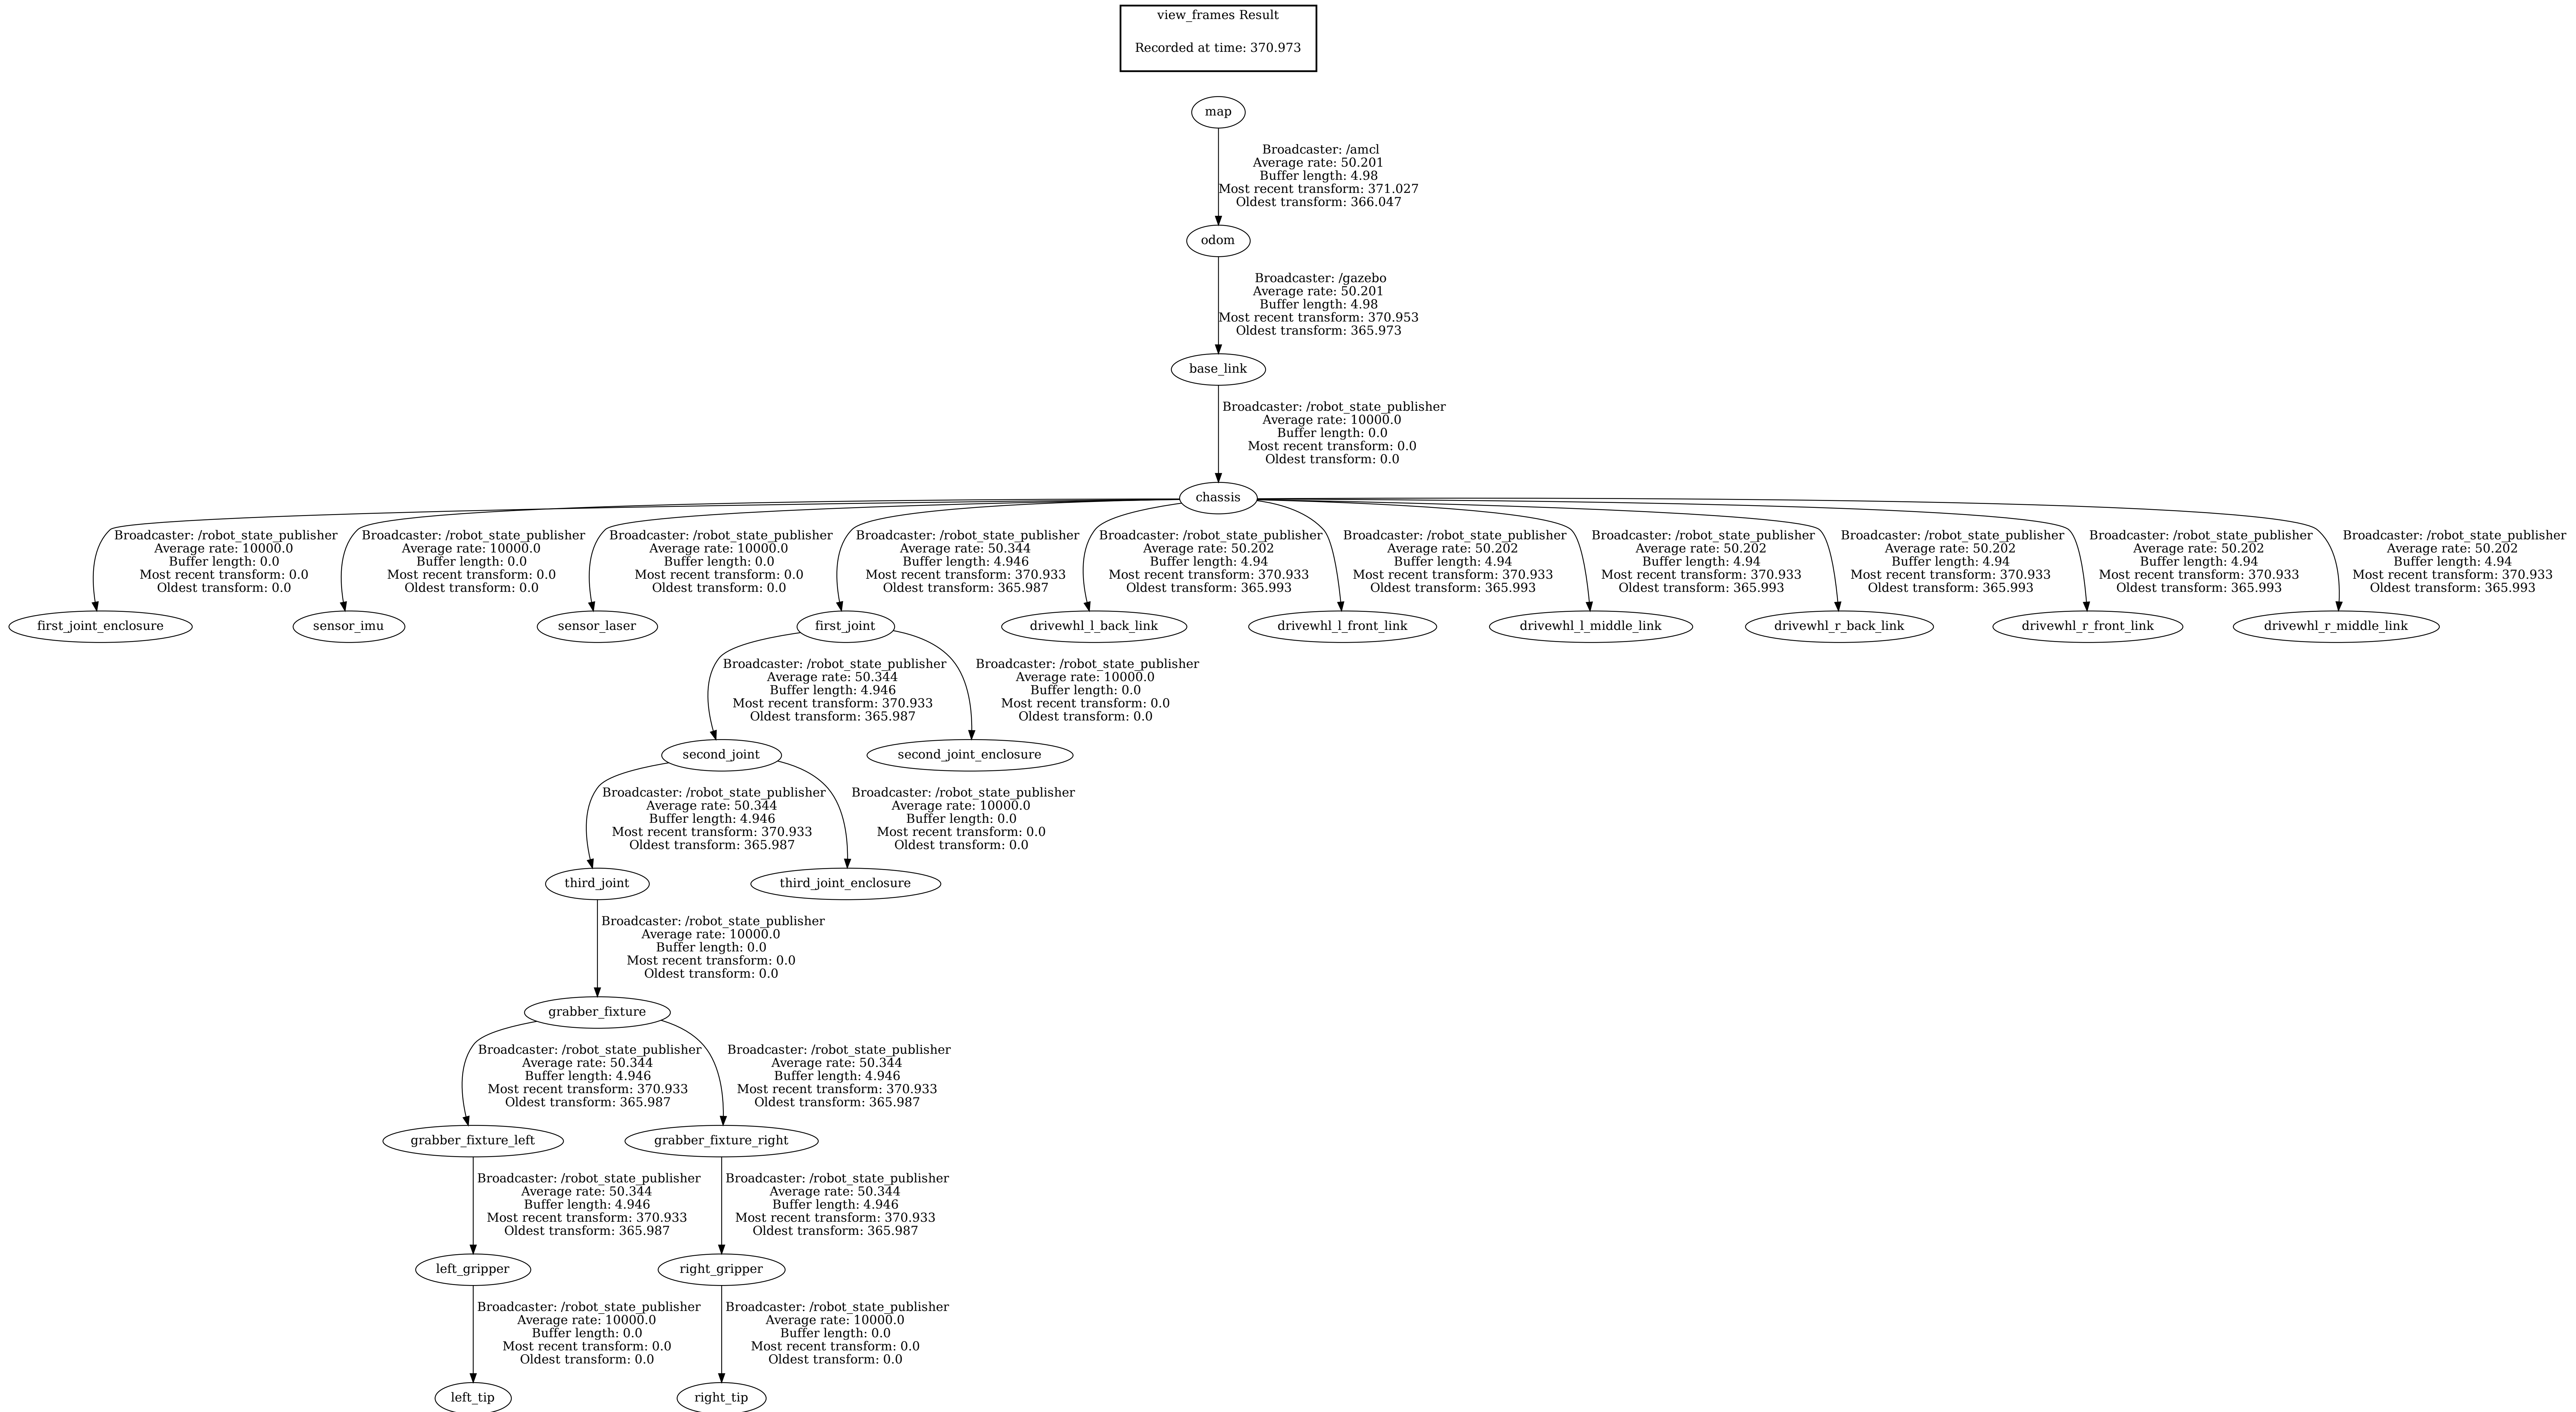 view_frames Result
Recorded at time: 370.973
map
Broadcaster: /amcl
Average rate: 50.201
Buffer length: 4.98
Most recent transform: 371.027
Oldest transform: 366.047
odom
Broadcaster: /gazebo
Average rate: 50.201
Buffer length: 4.98
Most recent transform: 370.953
Oldest transform: 365.973
base_link
Broadcaster: /robot_state_publisher
Average rate: 10000.0
Buffer length: 0.0
Most recent transform: 0.0
Oldest transform: 0.0
chassis
Broadcaster: /robot_state_publisher
Average rate: 10000.0
Buffer length: 0.0
Most recent transform: 0.0
Oldest transform: 0.0
Broadcaster: /robot_state_publisher
Average rate: 10000.0
Buffer length: 0.0
Most recent transform: 0.0
Oldest transform: 0.0
Broadcaster: /robot_state_publisher
Average rate: 10000.0
Buffer length: 0.0
Most recent transform: 0.0
Oldest transform: 0.0
Broadcaster: /robot_state_publisher
Average rate: 50.344
Buffer length: 4.946
Most recent transform: 370.933
Oldest transform: 365.987
Broadcaster: /robot_state_publisher
Average rate: 50.202
Buffer length: 4.94
Most recent transform: 370.933
Oldest transform: 365.993
Broadcaster: /robot_state_publisher
Average rate: 50.202
Buffer length: 4.94
Most recent transform: 370.933
Oldest transform: 365.993
Broadcaster: /robot_state_publisher
Average rate: 50.202
Buffer length: 4.94
Most recent transform: 370.933
Oldest transform: 365.993
Broadcaster: /robot_state_publisher
Average rate: 50.202
Buffer length: 4.94
Most recent transform: 370.933
Oldest transform: 365.993
Broadcaster: /robot_state_publisher
Average rate: 50.202
Buffer length: 4.94
Most recent transform: 370.933
Oldest transform: 365.993
Broadcaster: /robot_state_publisher
Average rate: 50.202
Buffer length: 4.94
Most recent transform: 370.933
Oldest transform: 365.993
first_joint_enclosure
sensor_imu
sensor_laser
first_joint
drivewhl_l_back_link
drivewhl_l_front_link
drivewhl_l_middle_link
drivewhl_r_back_link
drivewhl_r_front_link
drivewhl_r_middle_link
Broadcaster: /robot_state_publisher
Average rate: 50.344
Buffer length: 4.946
Most recent transform: 370.933
Oldest transform: 365.987
Broadcaster: /robot_state_publisher
Average rate: 10000.0
Buffer length: 0.0
Most recent transform: 0.0
Oldest transform: 0.0
second_joint
second_joint_enclosure
Broadcaster: /robot_state_publisher
Average rate: 50.344
Buffer length: 4.946
Most recent transform: 370.933
Oldest transform: 365.987
Broadcaster: /robot_state_publisher
Average rate: 10000.0
Buffer length: 0.0
Most recent transform: 0.0
Oldest transform: 0.0
third_joint
third_joint_enclosure
Broadcaster: /robot_state_publisher
Average rate: 10000.0
Buffer length: 0.0
Most recent transform: 0.0
Oldest transform: 0.0
grabber_fixture
Broadcaster: /robot_state_publisher
Average rate: 50.344
Buffer length: 4.946
Most recent transform: 370.933
Oldest transform: 365.987
Broadcaster: /robot_state_publisher
Average rate: 50.344
Buffer length: 4.946
Most recent transform: 370.933
Oldest transform: 365.987
grabber_fixture_left
grabber_fixture_right
Broadcaster: /robot_state_publisher
Average rate: 50.344
Buffer length: 4.946
Most recent transform: 370.933
Oldest transform: 365.987
Broadcaster: /robot_state_publisher
Average rate: 50.344
Buffer length: 4.946
Most recent transform: 370.933
Oldest transform: 365.987
left_gripper
right_gripper
Broadcaster: /robot_state_publisher
Average rate: 10000.0
Buffer length: 0.0
Most recent transform: 0.0
Oldest transform: 0.0
Broadcaster: /robot_state_publisher
Average rate: 10000.0
Buffer length: 0.0
Most recent transform: 0.0
Oldest transform: 0.0
left_tip
right_tip